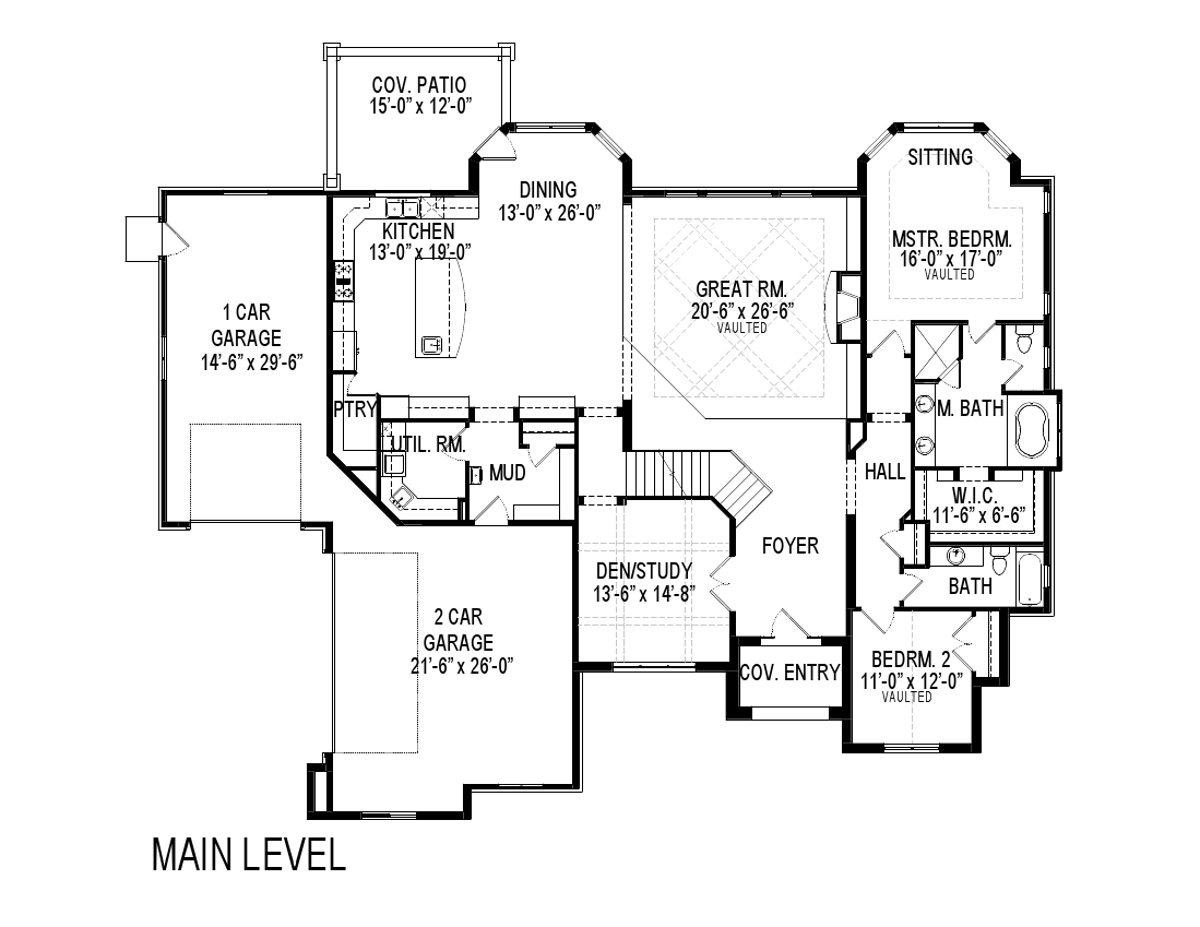 COV. PATIO
15'-0" x 12'-0"
SITTING
DINING
13'-0" x 26'-0"
KITCHEN
13'-0" x 19'-0"
MSTR. BEDRM.
16'-0" x 17'-0"
VAULTED
GREAT RM.
20'-6" x 26'-6"
VAULTED
1 CAR
GARAGE
14'-6" x 29'-6"
PTRY
M. BATH
UTIL. RM.
MUD
HALL
W.I.C.
11'-6" x 6'-6"
FOYER
DEN/STUDY
13'-6" x 14'-8"
BATH
2 CAR
GARAGE
21'-6" x 26'-0"
COV. ENTRY
BEDRM. 2
11'-0" x 12'-0"
VAULTED
MAIN LEVEL